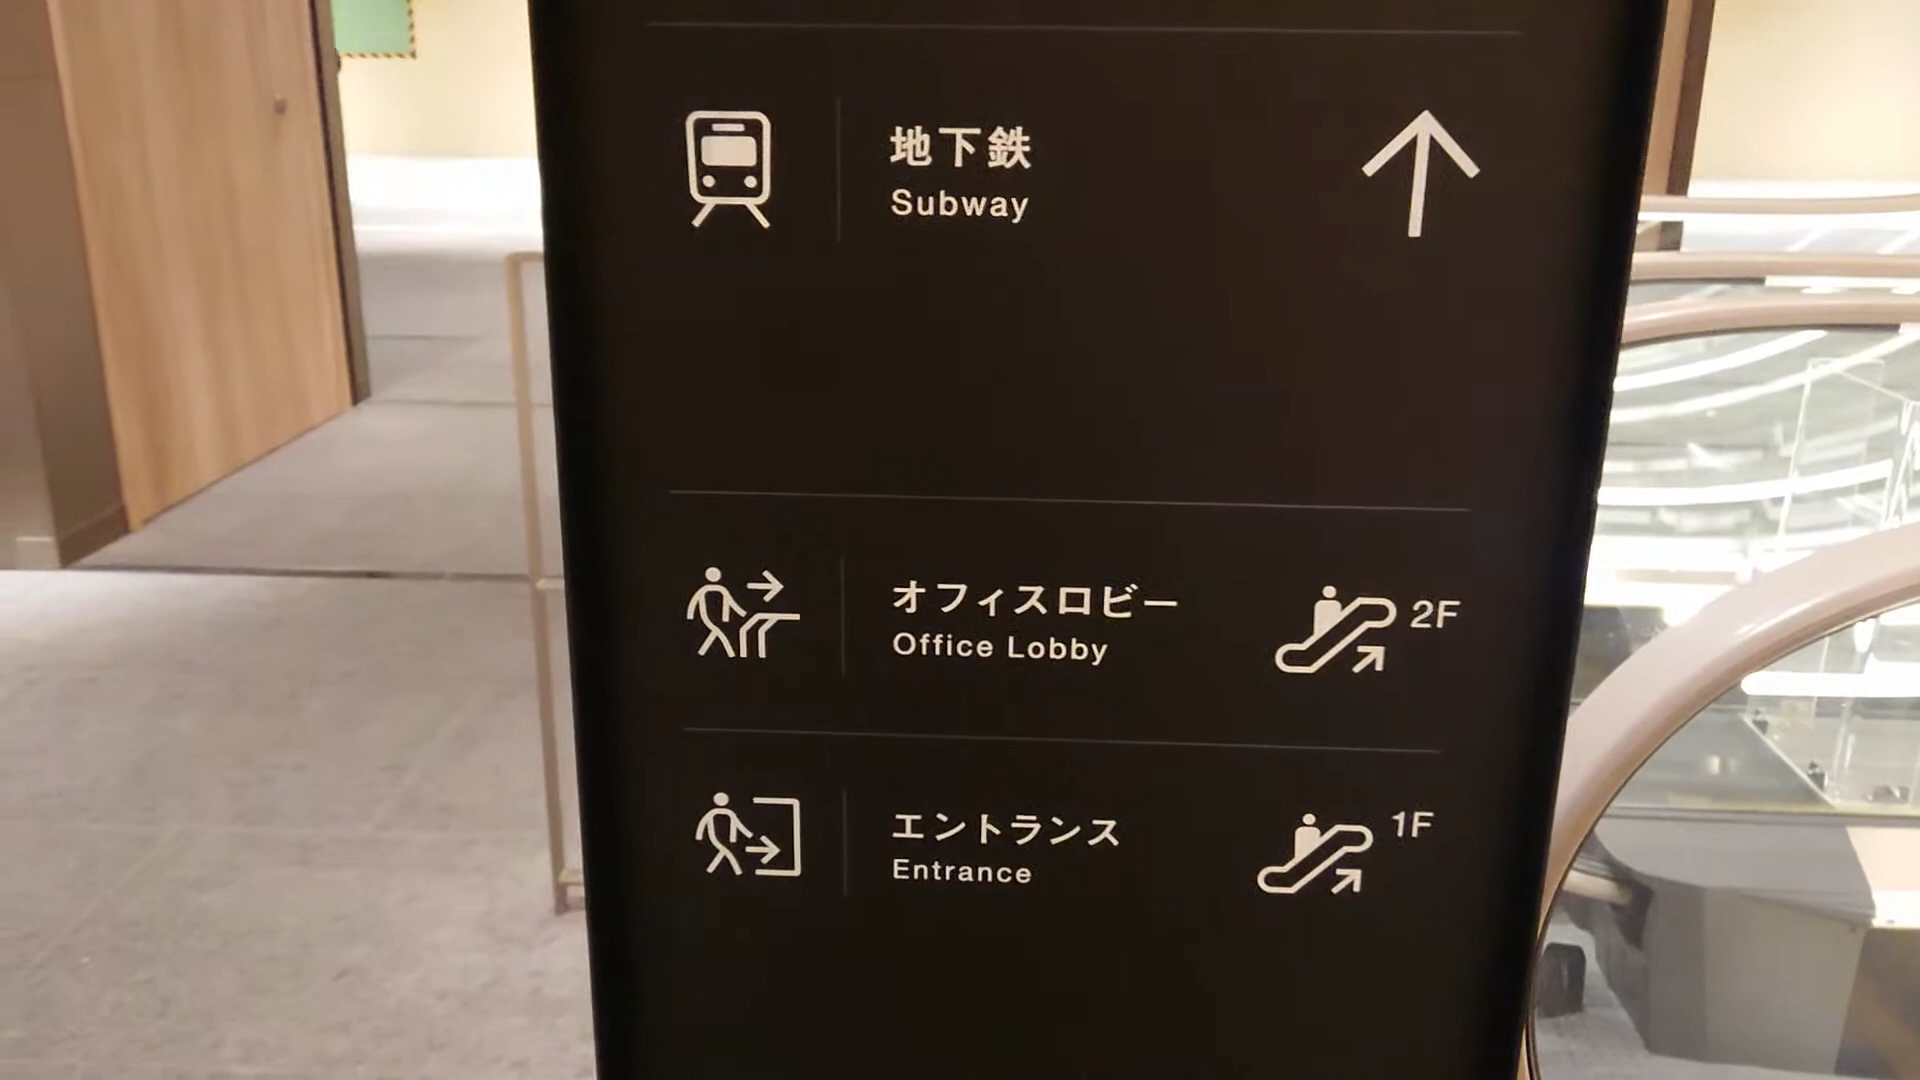 地下鉄
Subway
オフィスロビー
Office Lobby
2F
エントランス
Entrance
1F